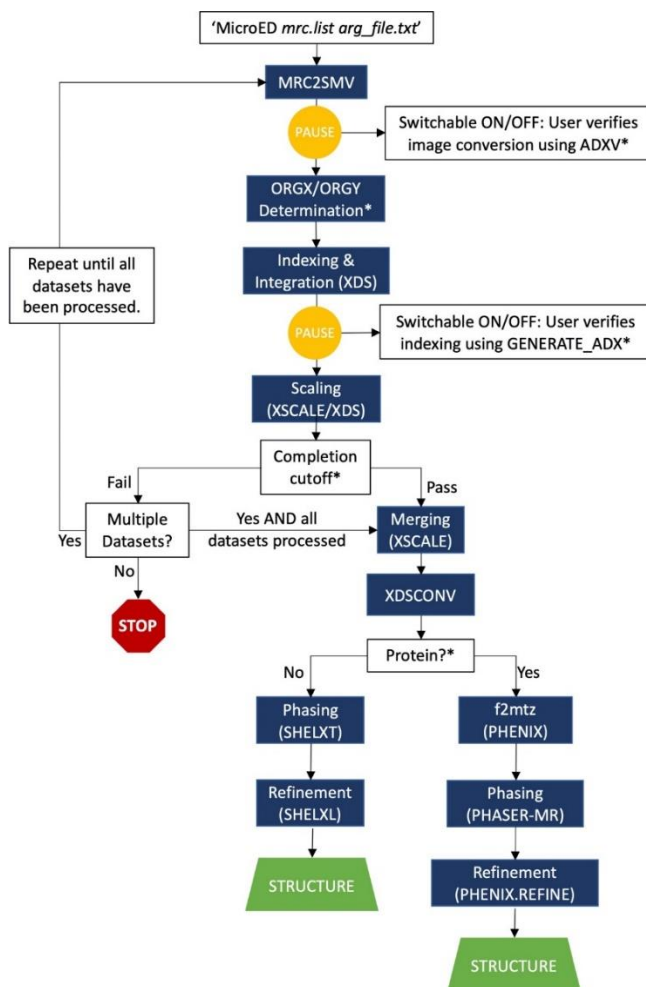 ‘MicroED mrc.list arg_file.txt’
MRC2SMV
PAUSE
Switchable ON/OFF: User verifies
image conversion using ADXV*
ORGX/ORGY
Determination*
Repeat until all
datasets have
been processed.
Indexing &
Integration (XDS)
PAUSE
Switchable ON/OFF: User verifies
indexing using GENERATE_ADX*
Scaling
(XSCALE/XDS)
Completion
cutoff*
Fail
Pass
Multiple
Datasets?
Yes
Yes AND all
datasets processed
Merging
(XSCALE)
No
STOP
XDSCONV
Protein?*
No
Yes
Phasing
(SHELXT)
f2mtz
(PHENIX)
Refinement
(SHELXL)
Phasing
(PHASER-MR)
STRUCTURE
Refinement
(PHENIX.REFINE)
STRUCTURE